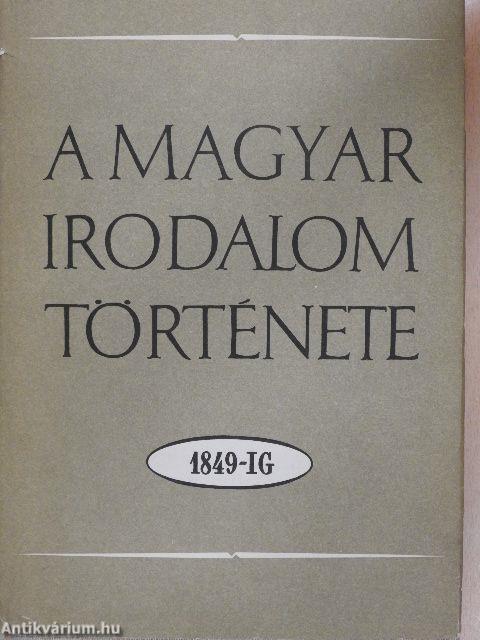 A MAGYAR
IRODALOM
TÖRTÉNETE
1849-IG
Antikvárium.hu